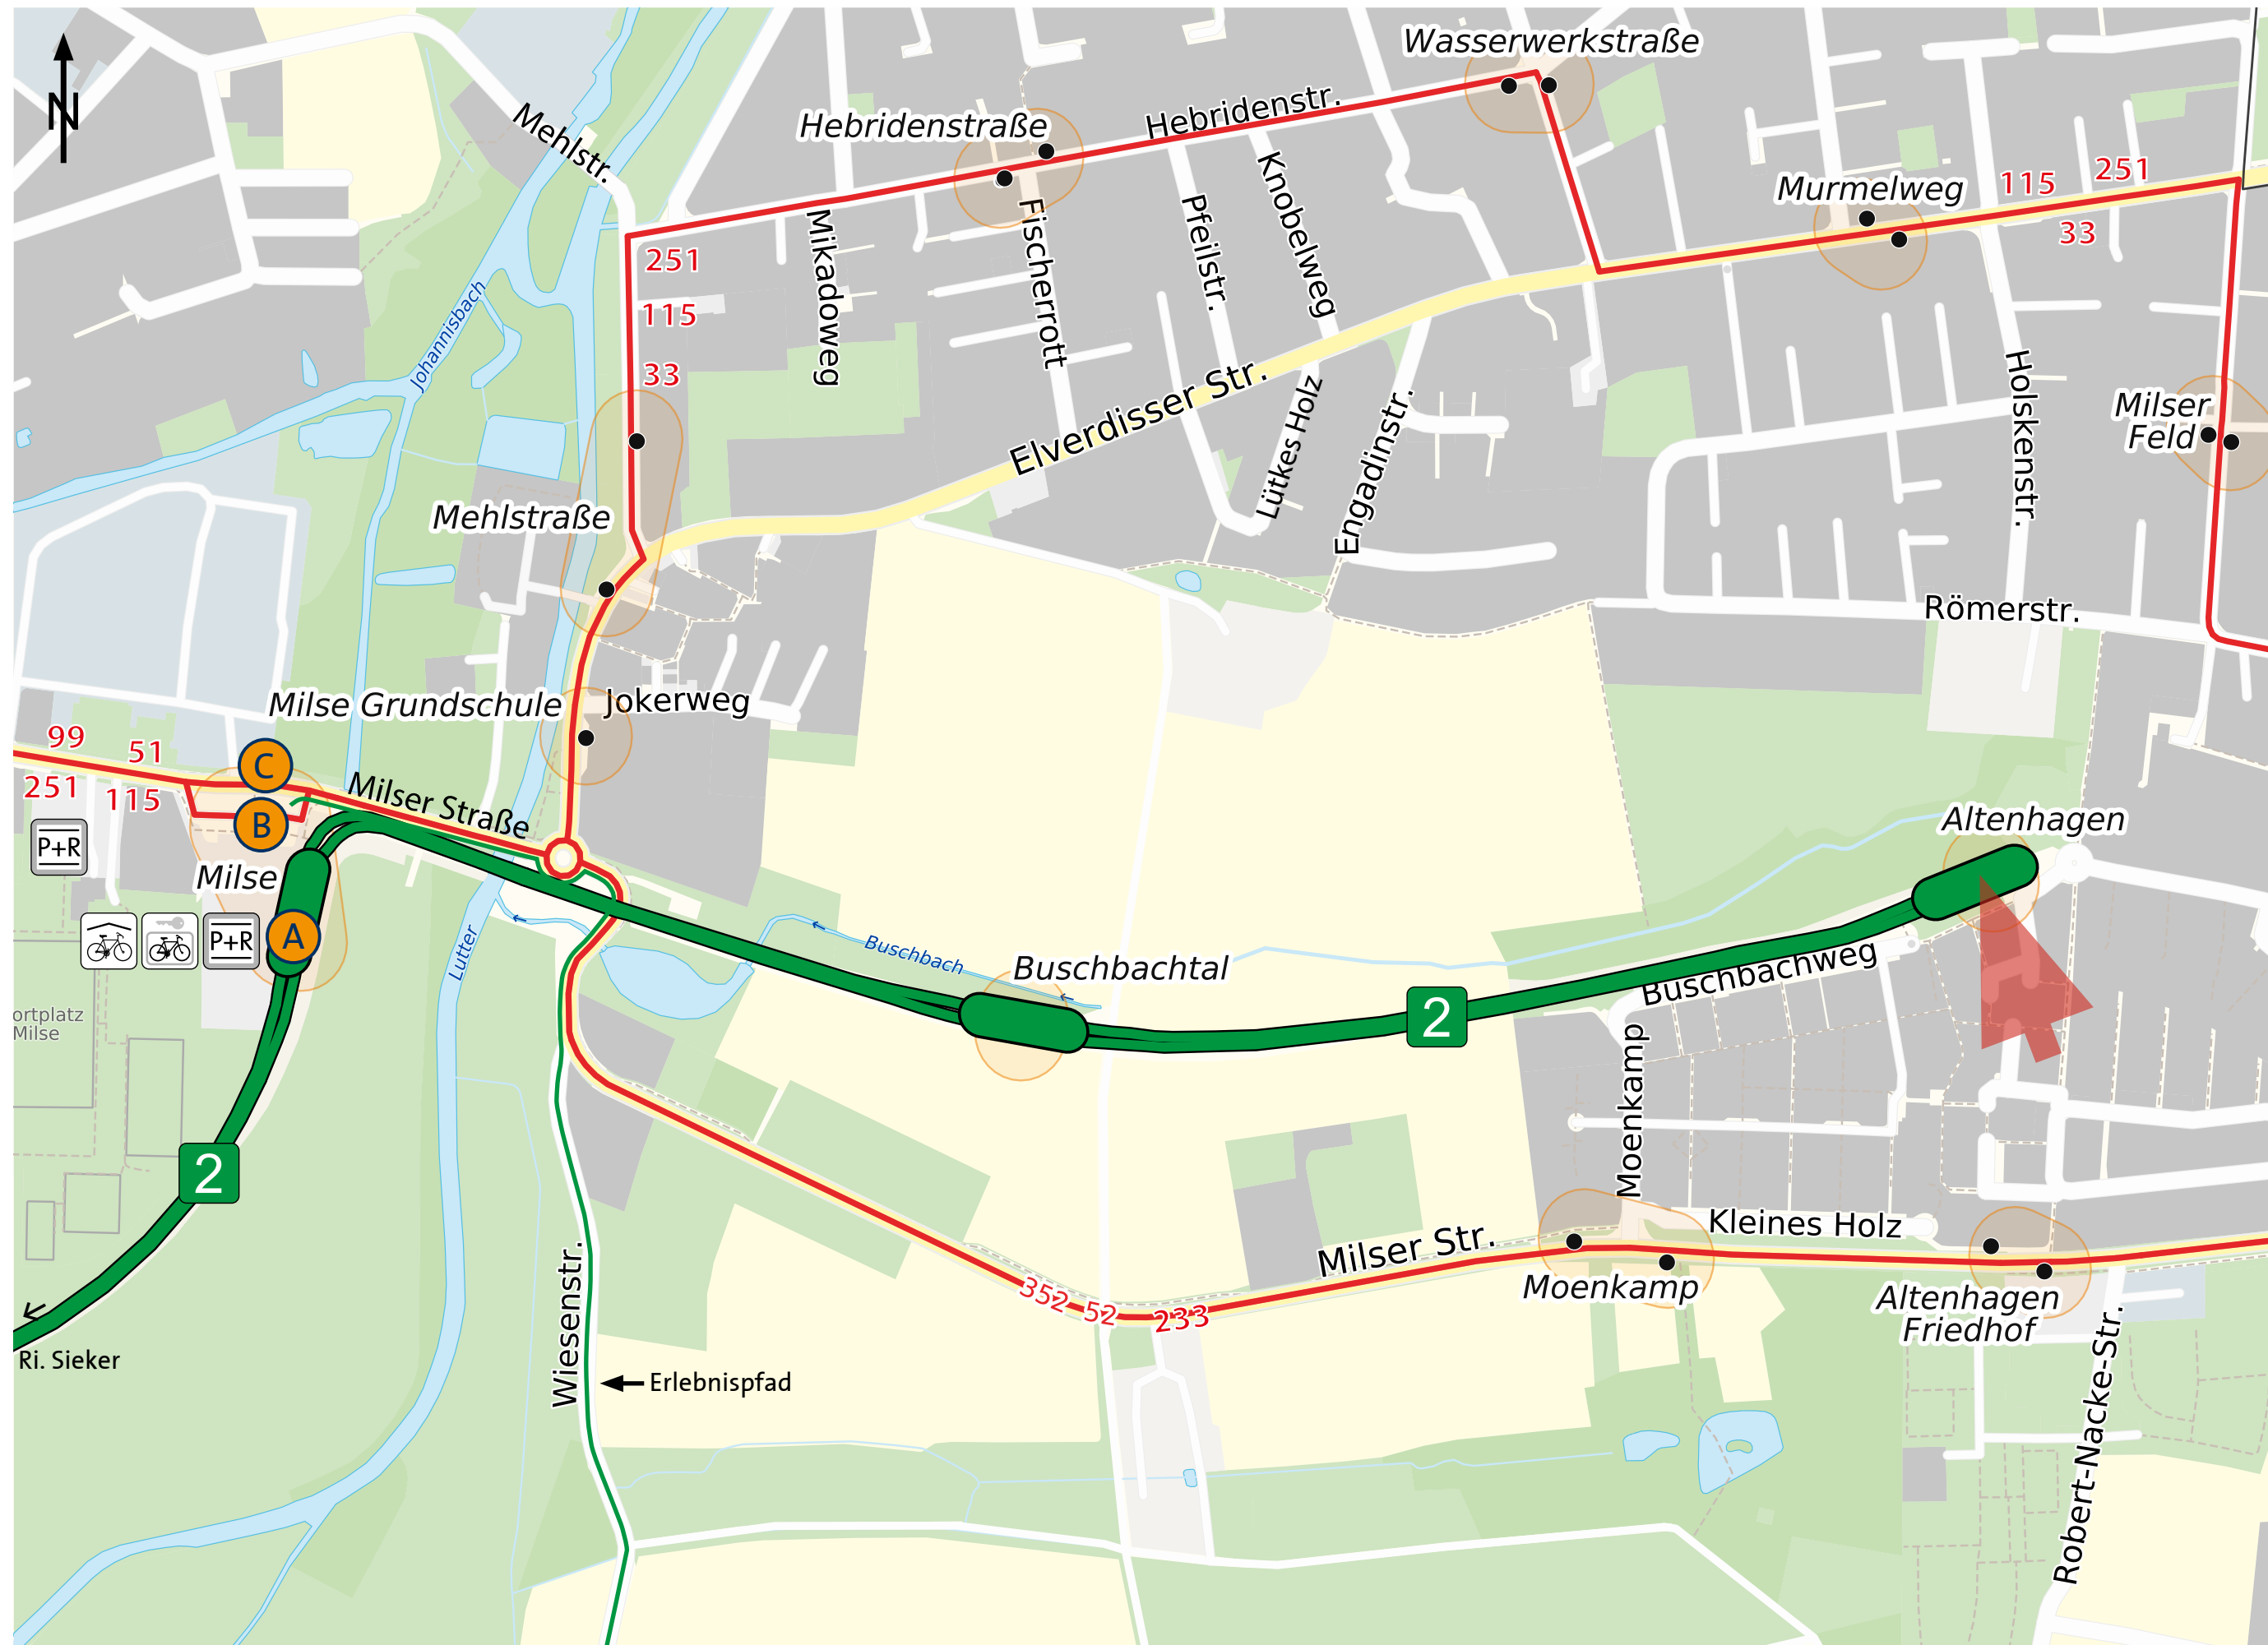 N
Wasserwerkstraße
Hebridenstraße
Hebridenstr.
Mehlstr.
Murmelweg
115
251
33
251
115
33
Mikadoweg
Fischerrott
Pfeilstr.
Knobelweg
Johannisbach
Elverdisser Str.
Lütkes Holz
Engadinstr.
Holskenstr.
Milser
Feld
Mehlstraße
Römerstr.
Milse Grundschule
Jokerweg
99
51
251
115
C
B
Milser Straße
P+R
Milse
P+R
A
Altenhagen
Lutter
Buschbach
Buschbachtal
2
Buschbachweg
ortplatz
Milse
Moenkamp
2
Kleines Holz
Milser Str.
352
52
233
Moenkamp
Altenhagen
Friedhof
Wiesenstr.
Ri. Sieker
Erlebnispfad
Robert-Nacke-Str.